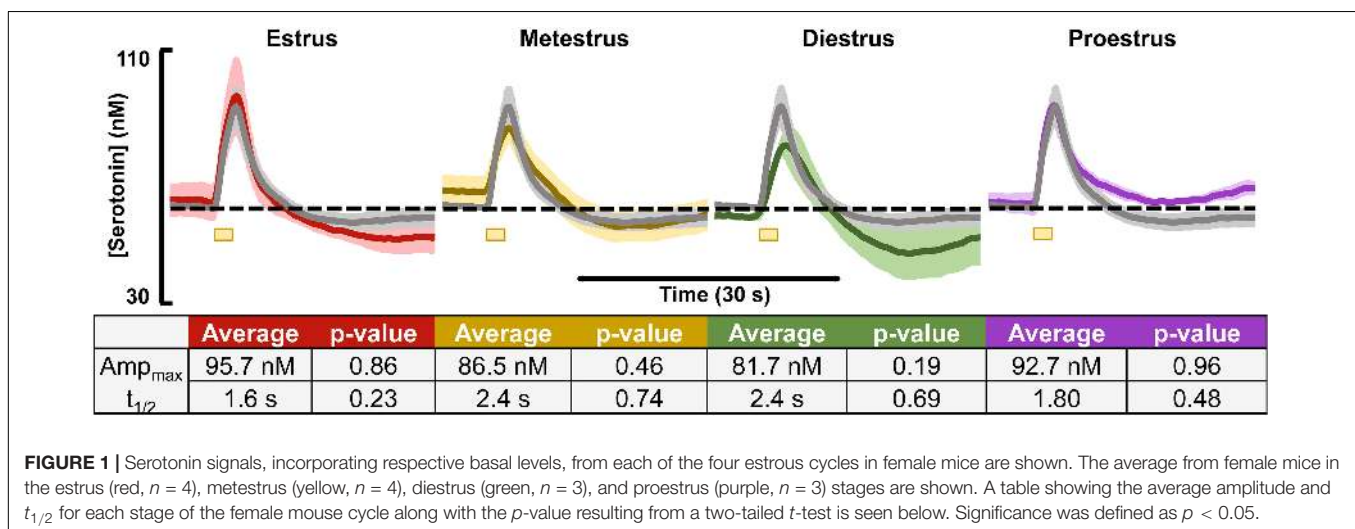 Estrus Metestrus Diestrus Proestrus
110
[Serotonin] (nM)
30
Time (30 s)
Average p-value Average p-value Average p-value Average p-value
Ampmax 95.7 nM 0.86 86.5 nM 0.46 81.7 nM 0.19 92.7 nM 0.96
t1/2 1.6 s 0.23 2.4 s 0.74 2.4 s 0.69 1.80 0.48
FIGURE 1 | Serotonin signals, incorporating respective basal levels, from each of the four estrous cycles in female mice are shown. The average from female mice in
the estrus (red, n = 4), metestrus (yellow, n = 4), diestrus (green, n = 3), and proestrus (purple, n = 3) stages are shown. A table showing the average amplitude and
t1/2 for each stage of the female mouse cycle along with the p-value resulting from a two-tailed t-test is seen below. Significance was defined as p < 0.05.